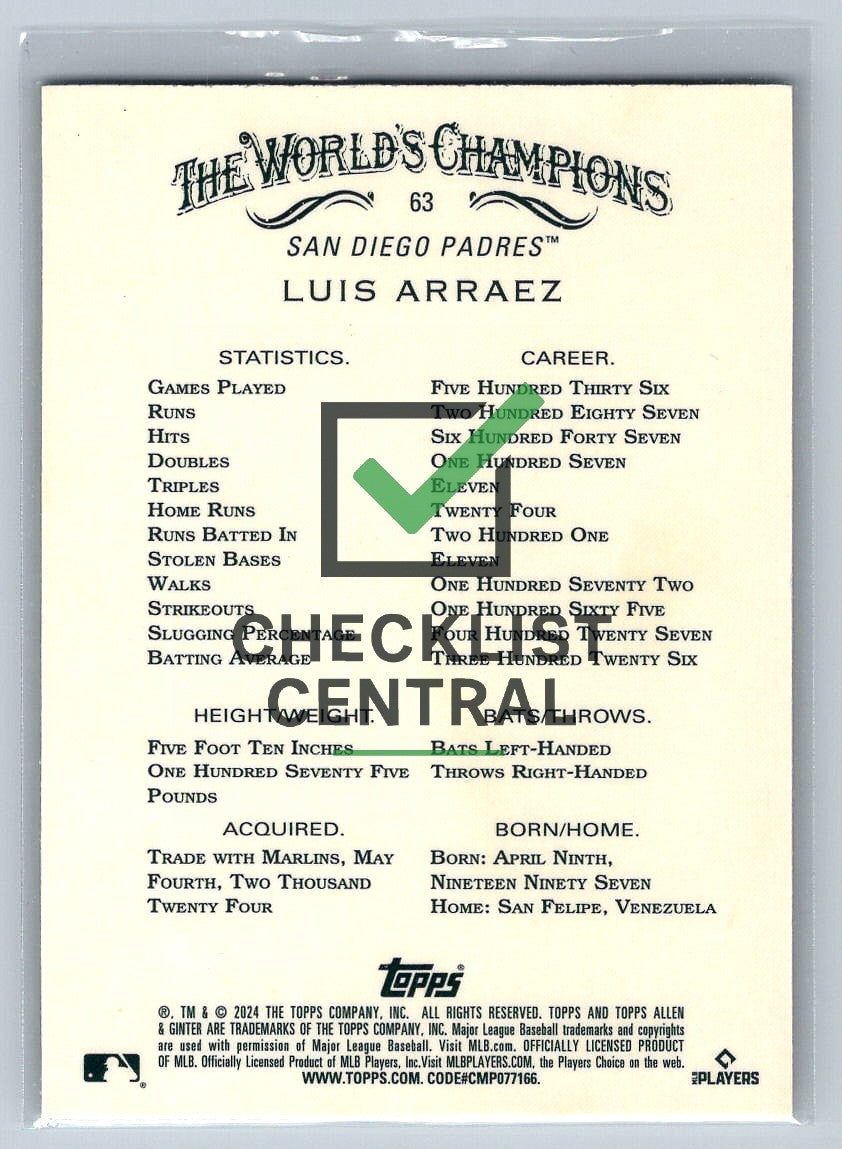 THE WORLD'S CHAMPIONS
63
SAN DIEGO PADRES™
LUIS ARRAEZ
STATISTICS. CAREER.
GAMES PLAYED FIVE HUNDRED THIRTY SIX
RUNS TWO HUNDRED EIGHTY SEVEN
HITS SIX HUNDRED FORTY SEVEN
DOUBLES ONE HUNDRED SEVEN
TRIPLES ELEVEN
HOME RUNS TWENTY FOUR
RUNS BATTED IN TWO HUNDRED ONE
STOLEN BASES ELEVEN
WALKS ONE HUNDRED SEVENTY TWO
STRIKEOUTS ONE HUNDRED SIXTY FIVE
SLUGGING PERCENTAGE FOUR HUNDRED TWENTY SEVEN
BATTING AVERAGE THREE HUNDRED TWENTY SIX
CHECKLIST
CENTRAL
HEIGHT/WEIGHT. BATS/THROWS.
FIVE FOOT TEN INCHES BATS LEFT-HANDED
ONE HUNDRED SEVENTY FIVE THROWS RIGHT-HANDED
POUNDS
ACQUIRED. BORN/HOME.
TRADE WITH MARLINS, MAY BORN: APRIL NINTH,
FOURTH, TWO THOUSAND NINETEEN NINETY SEVEN
TWENTY FOUR HOME: SAN FELIPE, VENEZUELA
topps®
®, TM & © 2024 THE TOPPS COMPANY, INC. ALL RIGHTS RESERVED. TOPPS AND TOPPS ALLEN
& GINTER ARE TRADEMARKS OF THE TOPPS COMPANY, INC. Major League Baseball trademarks and copyrights
are used with permission of Major League Baseball. Visit MLB.com. OFFICIALLY LICENSED PRODUCT
OF MLB. Officially Licensed Product of MLB Players, Inc.Visit MLBPLAYERS.COM, the Players Choice on the web.
WWW.TOPPS.COM. CODE#CMP077166.
®
MLB PLAYERS